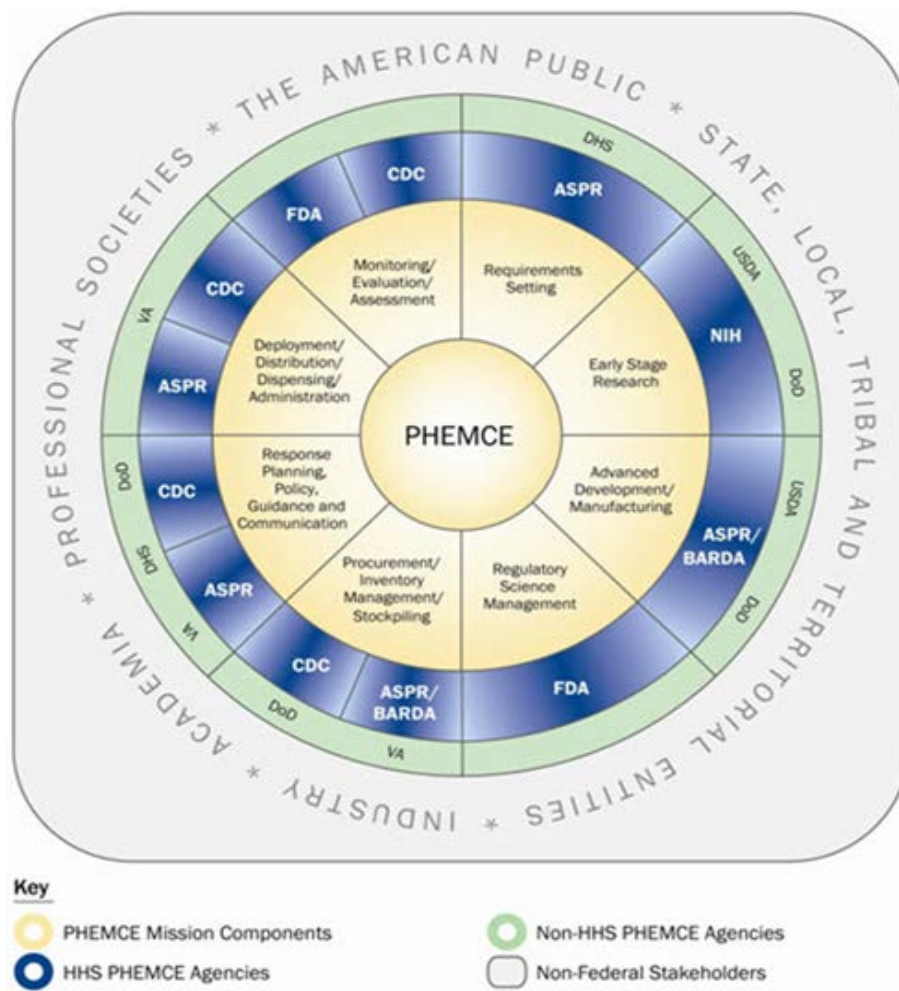 * PROFESSIONAL SOCIETIES * THE AMERICAN PUBLIC * STATE, LOCAL, TRIBAL AND TERRITORIAL ENTITIES * INDUSTRY * ACADEMIA
DHS
USDA
DoD
USDA
DoD
VA
DoD
VA
DHS
DoD
VA
CDC
ASPR
NIH
ASPR/
BARDA
FDA
ASPR/
BARDA
CDC
ASPR
CDC
ASPR
CDC
FDA
Monitoring/
Evaluation/
Assessment
Requirements
Setting
Early Stage
Research
Advanced
Development/
Manufacturing
Regulatory
Science
Management
Procurement/
Inventory
Management/
Stockpiling
Response
Planning,
Policy,
Guidance and
Communication
Deployment/
Distribution/
Dispensing/
Administration
PHEMCE
Key
PHEMCE Mission Components
HHS PHEMCE Agencies
Non-HHS PHEMCE Agencies
Non-Federal Stakeholders